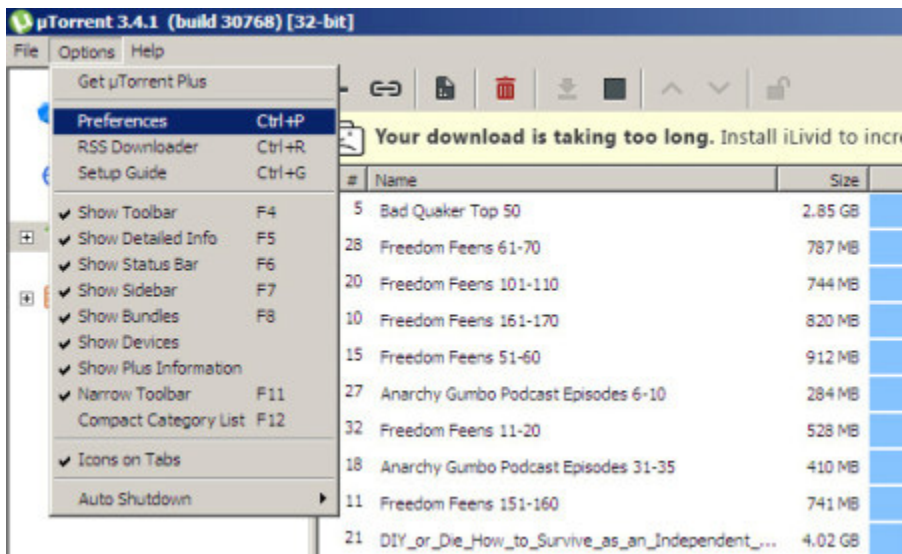 µTorrent 3.4.1 (build 30768) [32-bit]
File Options Help
Get µTorrent Plus
Preferences Ctrl+P
RSS Downloader Ctrl+R
Setup Guide Ctrl+G
Show Toolbar F4
Show Detailed Info F5
Show Status Bar F6
Show Sidebar F7
Show Bundles F8
Show Devices
Show Plus Information
Narrow Toolbar F11
Compact Category List F12
Icons on Tabs
Auto Shutdown
Your download is taking too long. Install iLivid to incre
# Name Size
5 Bad Quaker Top 50 2.85 GB
28 Freedom Feens 61-70 787 MB
20 Freedom Feens 101-110 744 MB
10 Freedom Feens 161-170 820 MB
15 Freedom Feens 51-60 912 MB
27 Anarchy Gumbo Podcast Episodes 6-10 284 MB
32 Freedom Feens 11-20 528 MB
18 Anarchy Gumbo Podcast Episodes 31-35 410 MB
11 Freedom Feens 151-160 741 MB
21 DIY_or_Die_How_to_Survive_as_an_Independent_... 4.02 GB